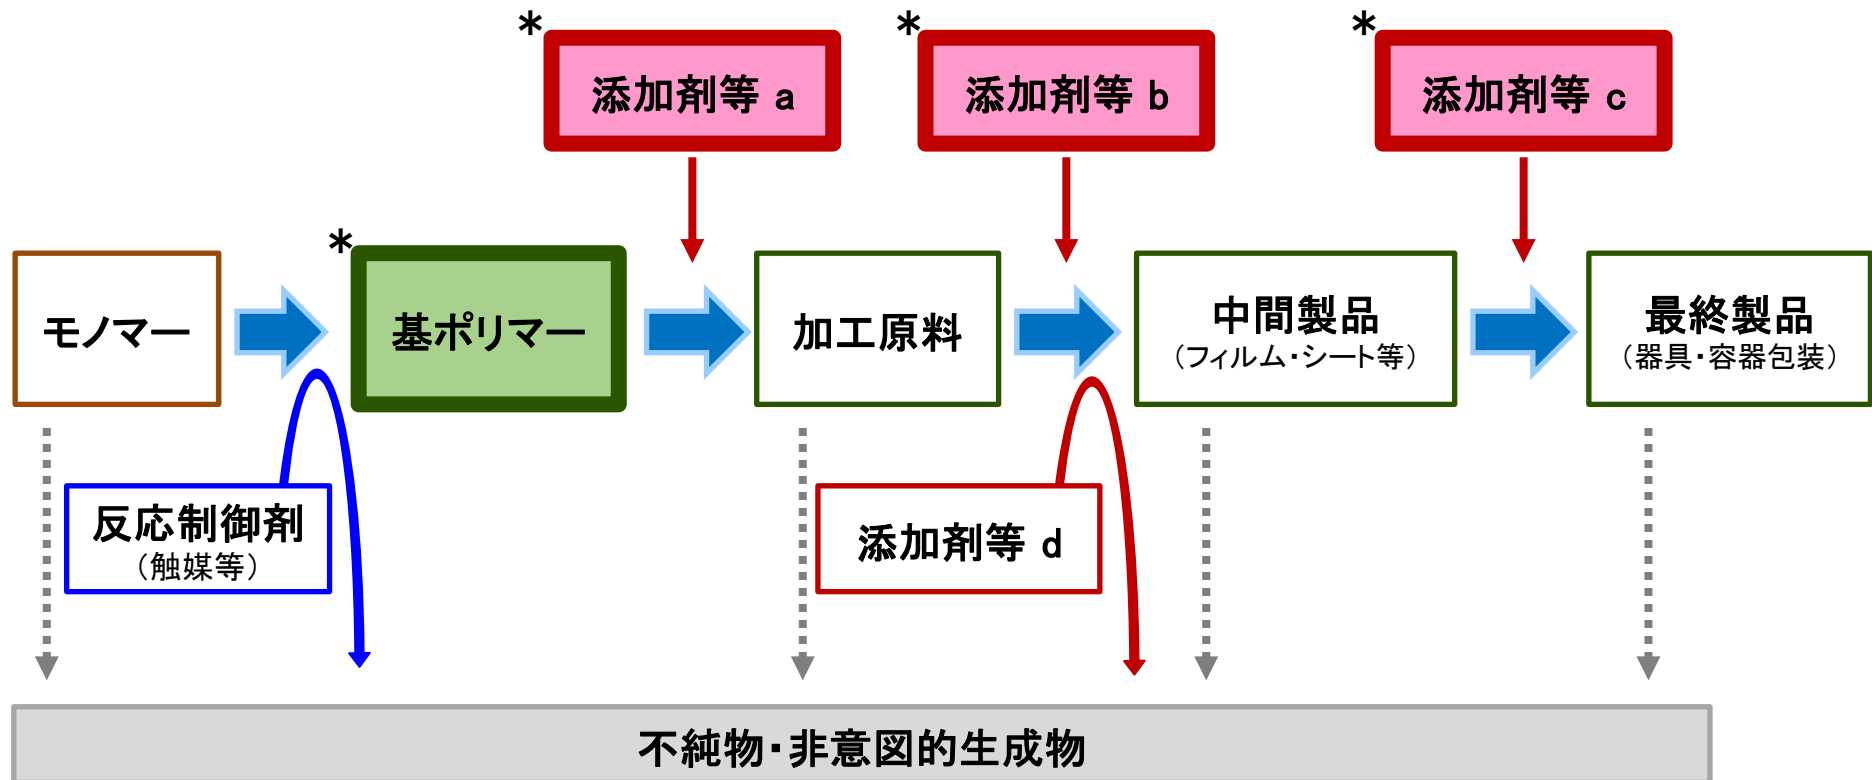 * 添加剤等 a
* 添加剤等 b
* 添加剤等 c
モノマー
* 基ポリマー
加工原料
中間製品
(フィルム・シート等)
最終製品
(器具・容器包装)
反応制御剤
(触媒等)
添加剤等 d
不純物・非意図的生成物